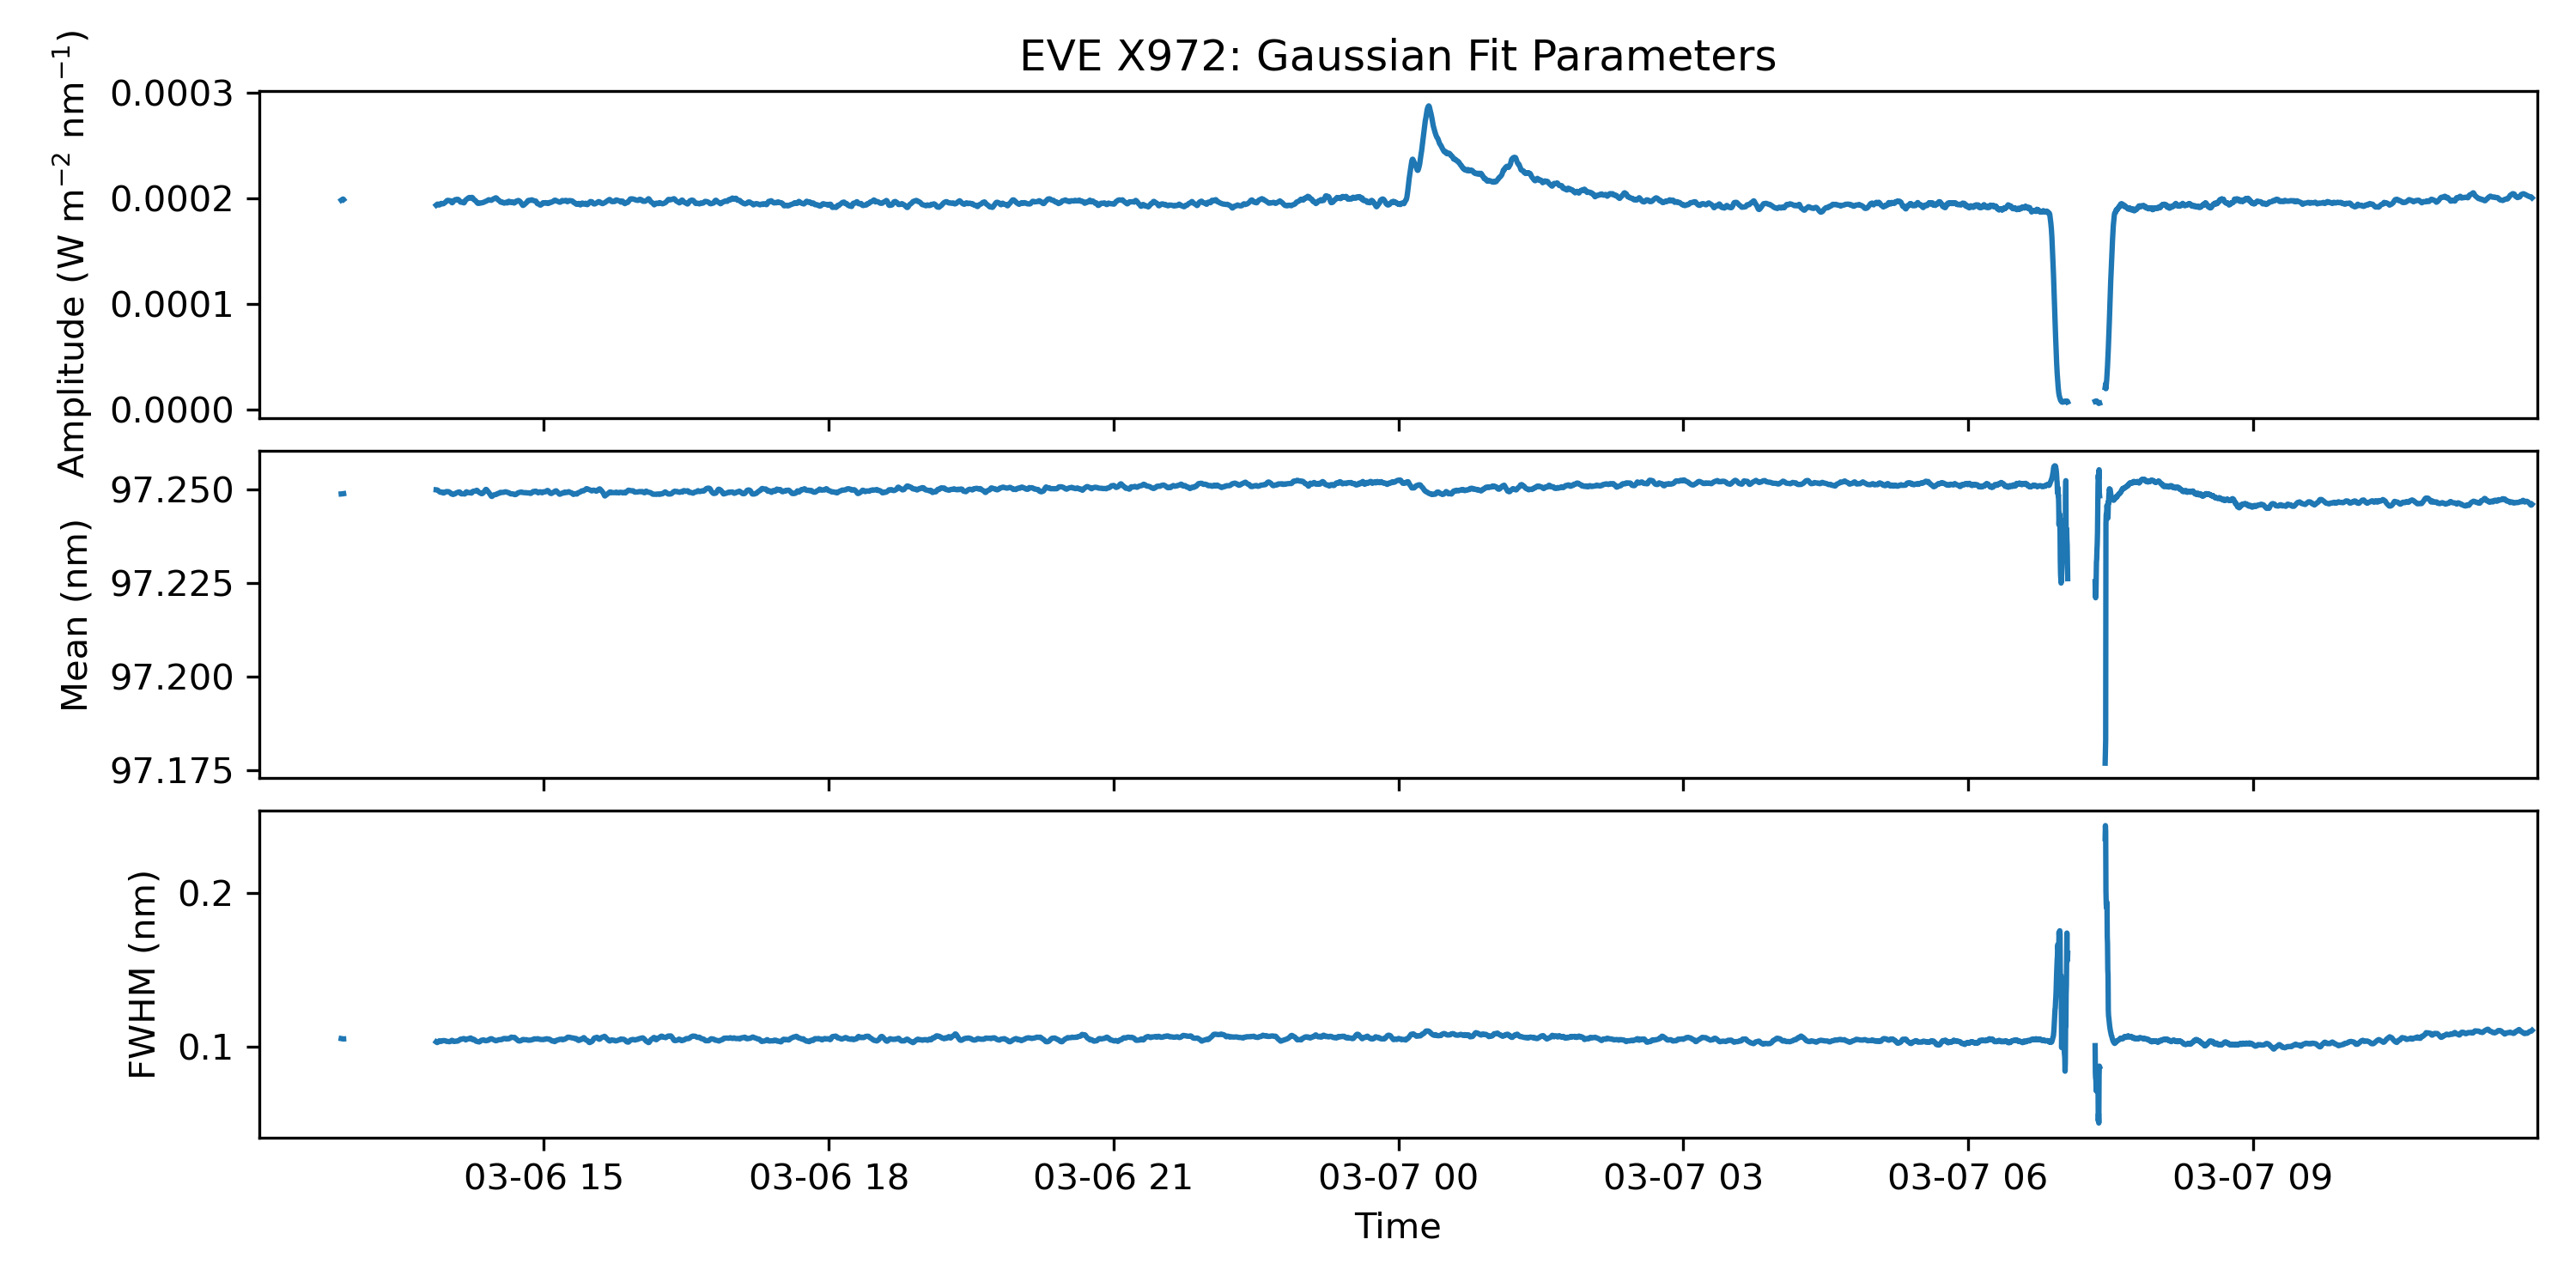 EVE X972: Gaussian Fit Parameters
Amplitude (W m⁻² nm⁻¹)
0.0003
0.0002
0.0001
0.0000
Mean (nm)
97.250
97.225
97.200
97.175
FWHM (nm)
0.2
0.1
03-06 15 03-06 18 03-06 21 03-07 00 03-07 03 03-07 06 03-07 09
Time